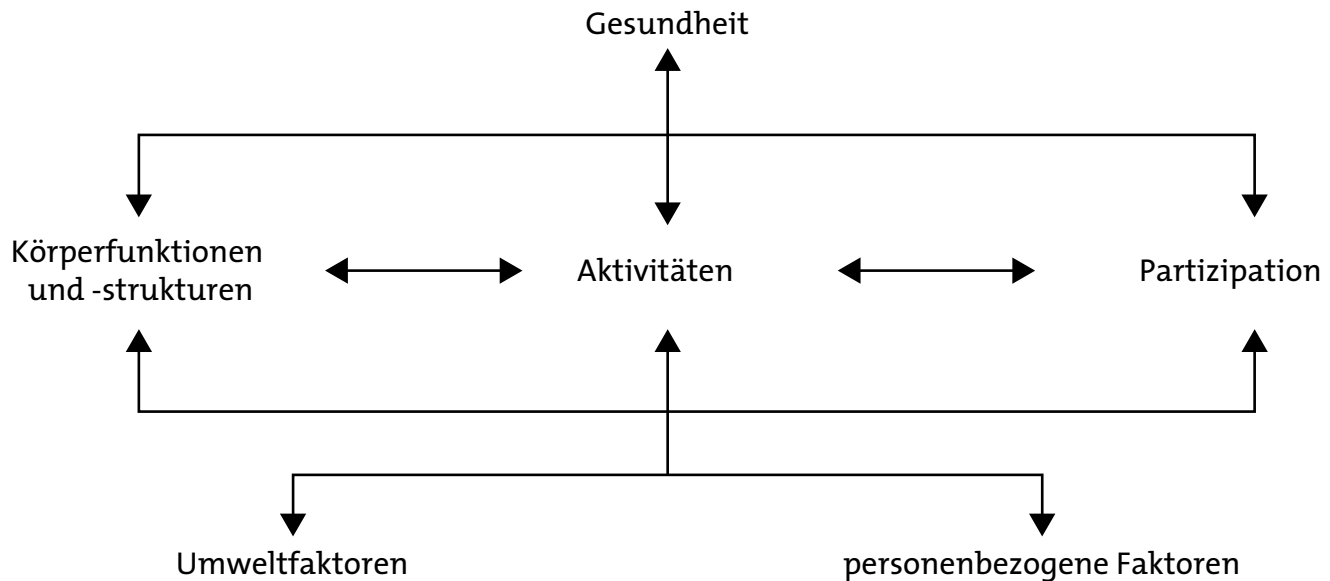 Gesundheit
Körperfunktionen
und -strukturen
Aktivitäten
Partizipation
Umweltfaktoren
personenbezogene Faktoren